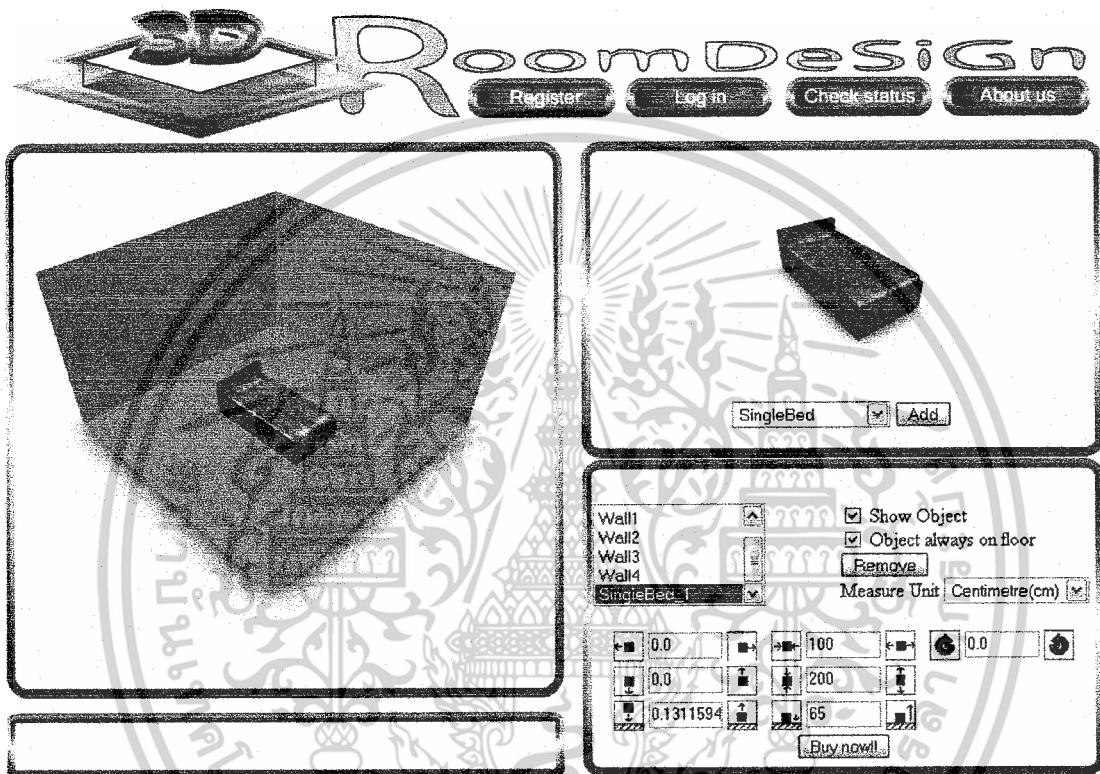 3D RooMDeSiGn
Register Log in Check status About us
SingleBed Add
Wall1
Wall2
Wall3
Wall4
SingleBed_1
Show Object
Object always on floor
Remove
Measure Unit Centimetre(cm)
0.0 100 0.0
0.0 200
0.1311594 65
Buy now!!